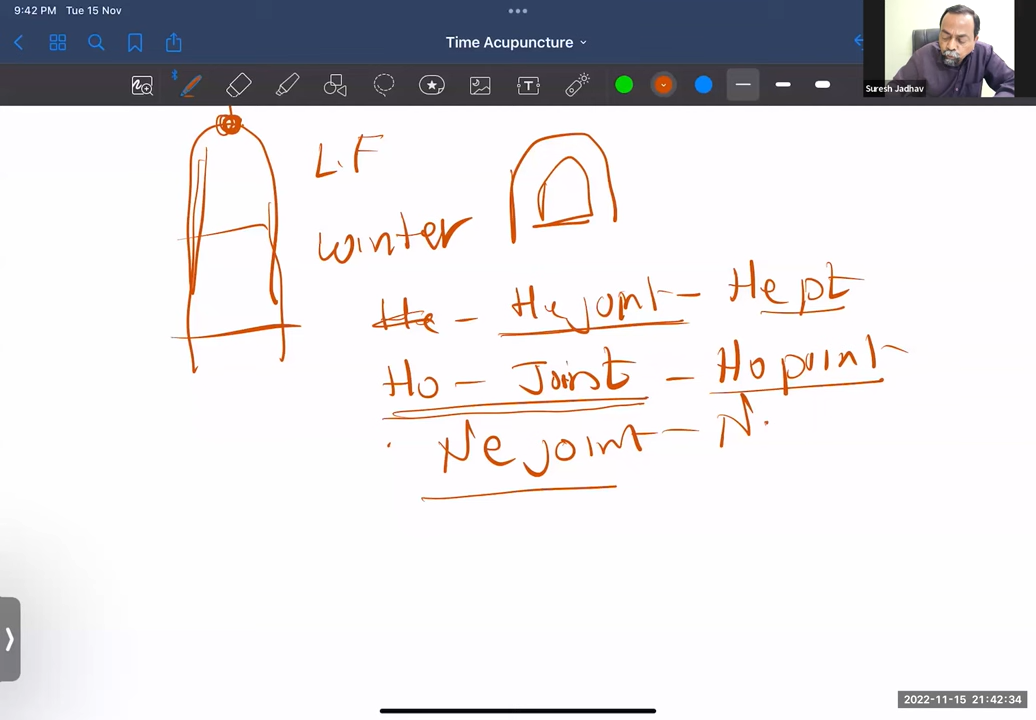 9:42 PM Tue 15 Nov
Time Acupuncture
Suresh Jadhav
L.F
winter
He - He joint - He pt
Ho - Joint - Ho point
Ne joint - N
2022-11-15 21:42:34